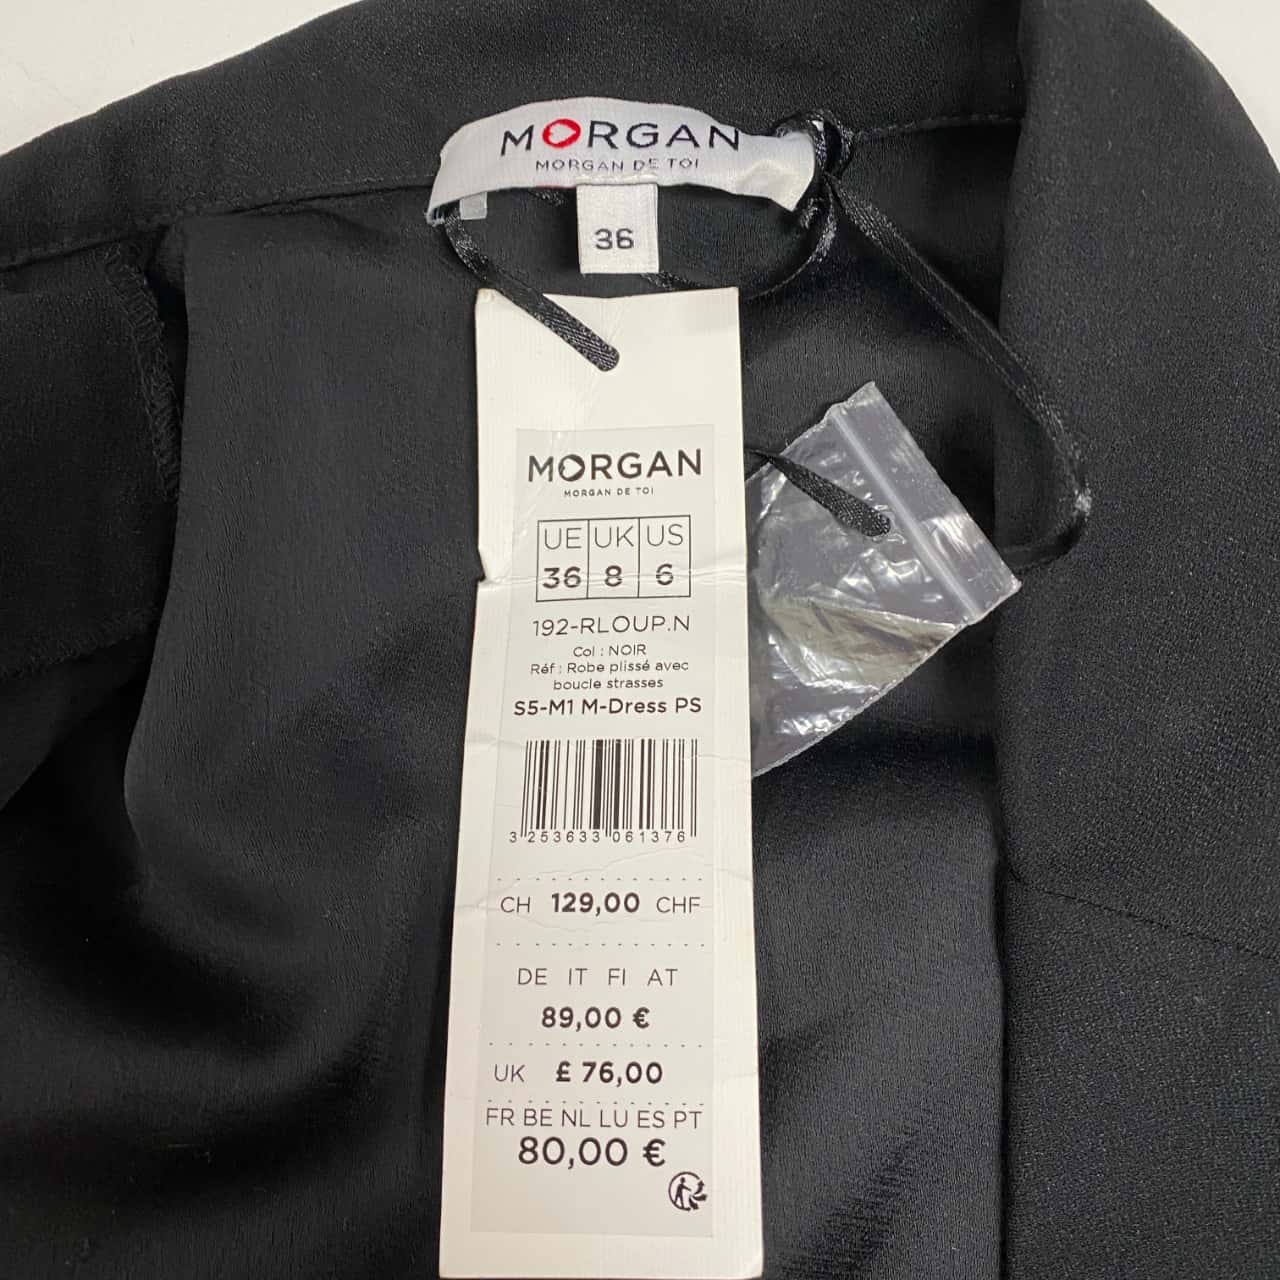 MORGAN
MORGAN DE TOI
36
MORGAN
MORGAN DE TOI
UE UK US
36 8 6
192-RLOUP.N
Col : NOIR
Réf : Robe plissé avec
boucle strasses
S5-M1 M-Dress PS
3 253633 061376
CH 129,00 CHF
DE IT FI AT
89,00 €
UK £ 76,00
FR BE NL LU ES PT
80,00 €